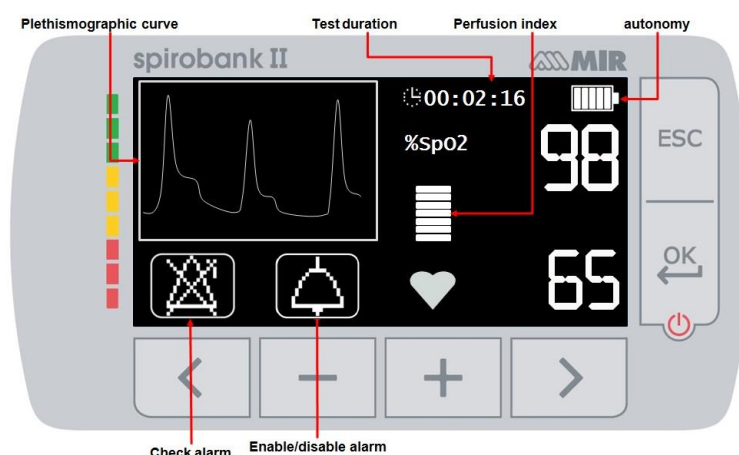 Plethismographic curve
Test duration
Perfusion index
autonomy
spirobank II
MIR
00:02:16
%SpO2
98
ESC
65
OK
Check alarm
Enable/disable alarm